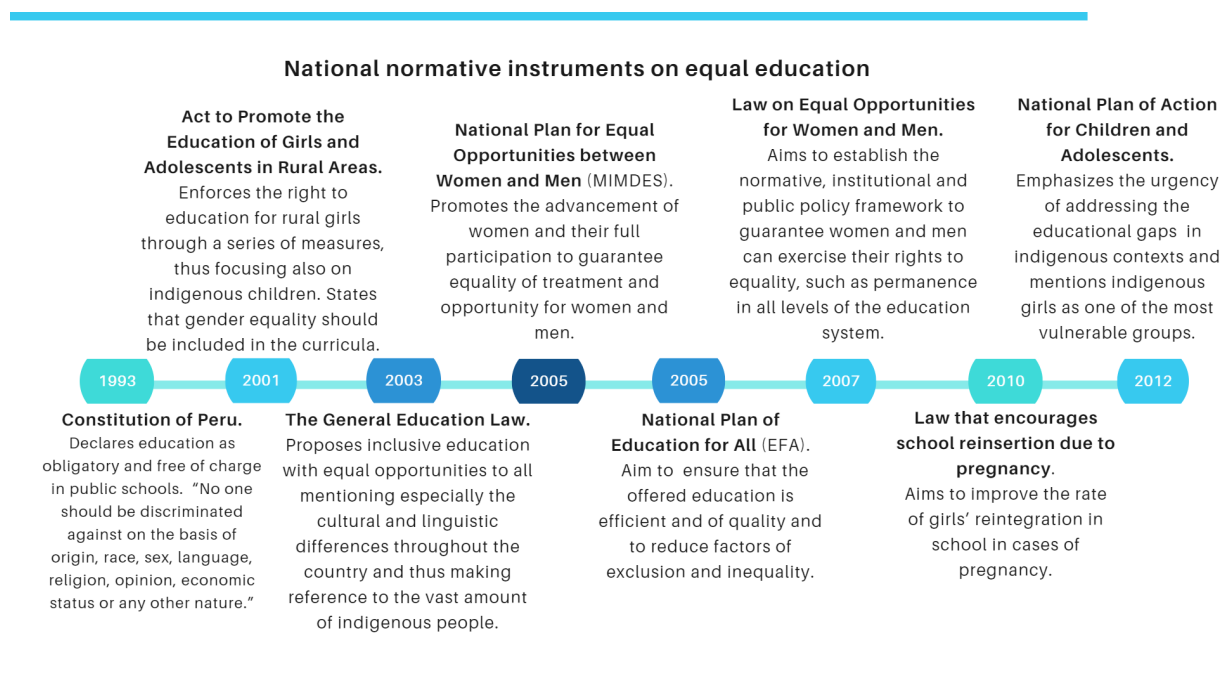 National normative instruments on equal education
Act to Promote the
Education of Girls and
Adolescents in Rural Areas.
Enforces the right to
education for rural girls
through a series of measures,
thus focusing also on
indigenous children. States
that gender equality should
be included in the curricula.
National Plan for Equal
Opportunities between
Women and Men (MIMDES).
Promotes the advancement of
women and their full
participation to guarantee
equality of treatment and
opportunity for women and
men.
Law on Equal Opportunities
for Women and Men.
Aims to establish the
normative, institutional and
public policy framework to
guarantee women and men
can exercise their rights to
equality, such as permanence
in all levels of the education
system.
National Plan of Action
for Children and
Adolescents.
Emphasizes the urgency
of addressing the
educational gaps in
indigenous contexts and
mentions indigenous
girls as one of the most
vulnerable groups.
1993 2001 2003 2005 2005 2007 2010 2012
Constitution of Peru.
Declares education as
obligatory and free of charge
in public schools. “No one
should be discriminated
against on the basis of
origin, race, sex, language,
religion, opinion, economic
status or any other nature.”
The General Education Law.
Proposes inclusive education
with equal opportunities to all
mentioning especially the
cultural and linguistic
differences throughout the
country and thus making
reference to the vast amount
of indigenous people.
National Plan of
Education for All (EFA).
Aim to ensure that the
offered education is
efficient and of quality and
to reduce factors of
exclusion and inequality.
Law that encourages
school reinsertion due to
pregnancy.
Aims to improve the rate
of girls’ reintegration in
school in cases of
pregnancy.